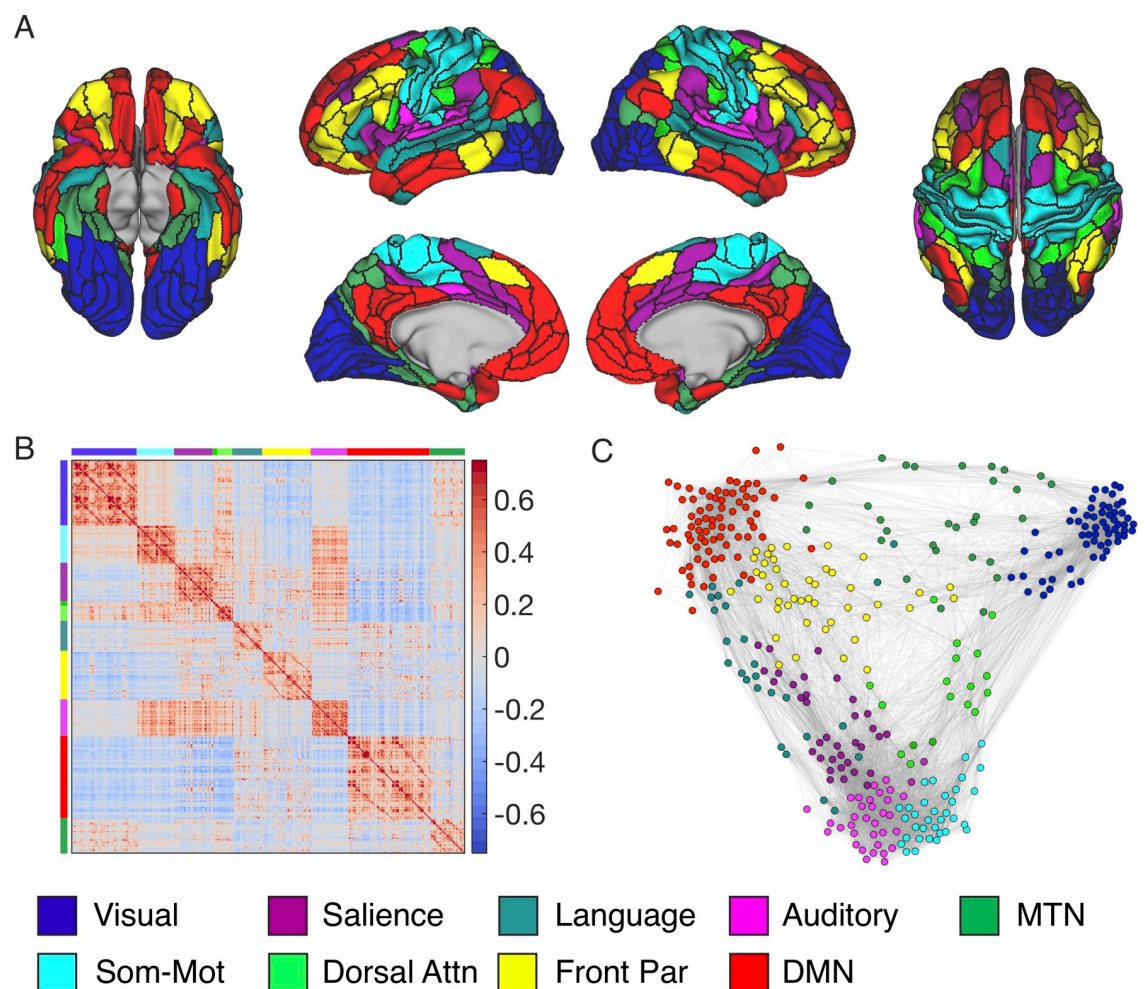 A
B
C
0.6
0.4
0.2
0
-0.2
-0.4
-0.6
Visual
Salience
Language
Auditory
MTN
Som-Mot
Dorsal Attn
Front Par
DMN